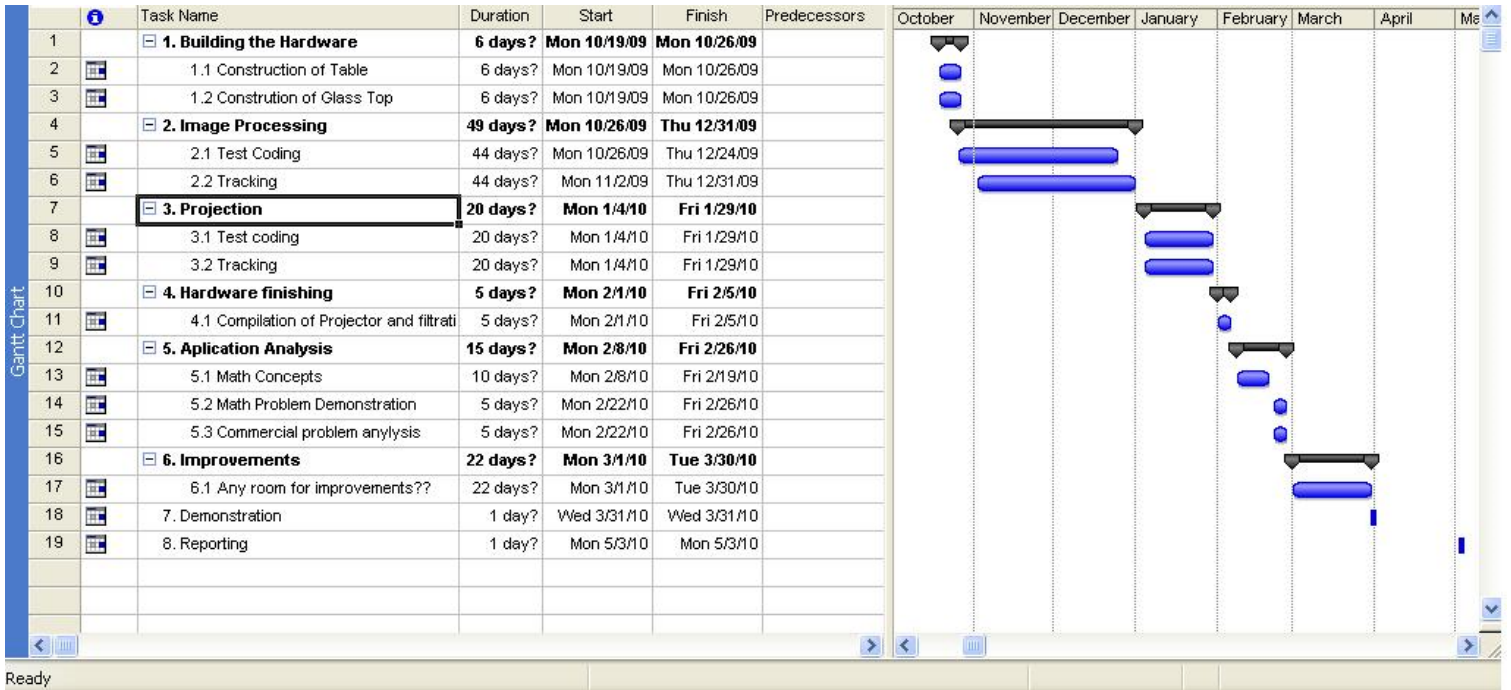 Task Name Duration Start Finish Predecessors October November December January February March April Ma
1 1. Building the Hardware 6 days? Mon 10/19/09 Mon 10/26/09
2 1.1 Construction of Table 6 days? Mon 10/19/09 Mon 10/26/09
3 1.2 Constrution of Glass Top 6 days? Mon 10/19/09 Mon 10/26/09
4 2. Image Processing 49 days? Mon 10/26/09 Thu 12/31/09
5 2.1 Test Coding 44 days? Mon 10/26/09 Thu 12/24/09
6 2.2 Tracking 44 days? Mon 11/2/09 Thu 12/31/09
7 3. Projection 20 days? Mon 1/4/10 Fri 1/29/10
8 3.1 Test coding 20 days? Mon 1/4/10 Fri 1/29/10
9 3.2 Tracking 20 days? Mon 1/4/10 Fri 1/29/10
10 4. Hardware finishing 5 days? Mon 2/1/10 Fri 2/5/10
11 4.1 Compilation of Projector and filtrati 5 days? Mon 2/1/10 Fri 2/5/10
12 5. Aplication Analysis 15 days? Mon 2/8/10 Fri 2/26/10
13 5.1 Math Concepts 10 days? Mon 2/8/10 Fri 2/19/10
14 5.2 Math Problem Demonstration 5 days? Mon 2/22/10 Fri 2/26/10
15 5.3 Commercial problem anylysis 5 days? Mon 2/22/10 Fri 2/26/10
16 6. Improvements 22 days? Mon 3/1/10 Tue 3/30/10
17 6.1 Any room for improvements?? 22 days? Mon 3/1/10 Tue 3/30/10
18 7. Demonstration 1 day? Wed 3/31/10 Wed 3/31/10
19 8. Reporting 1 day? Mon 5/3/10 Mon 5/3/10
Gantt Chart
Ready